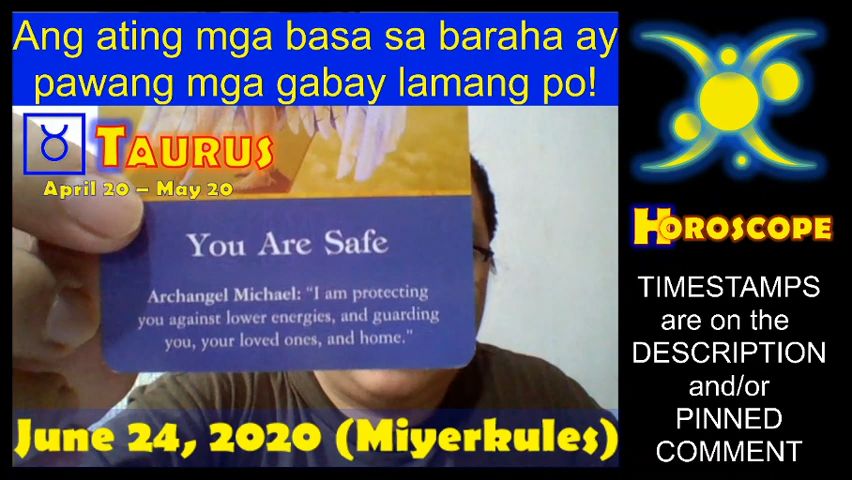 Ang ating mga basa sa baraha ay
pawang mga gabay lamang po!
TAURUS
April 20 – May 20
You Are Safe
Archangel Michael: "I am protecting
you against lower energies, and guarding
you, your loved ones, and home."
June 24, 2020 (Miyerkules)
HOROSCOPE
TIMESTAMPS
are on the
DESCRIPTION
and/or
PINNED
COMMENT